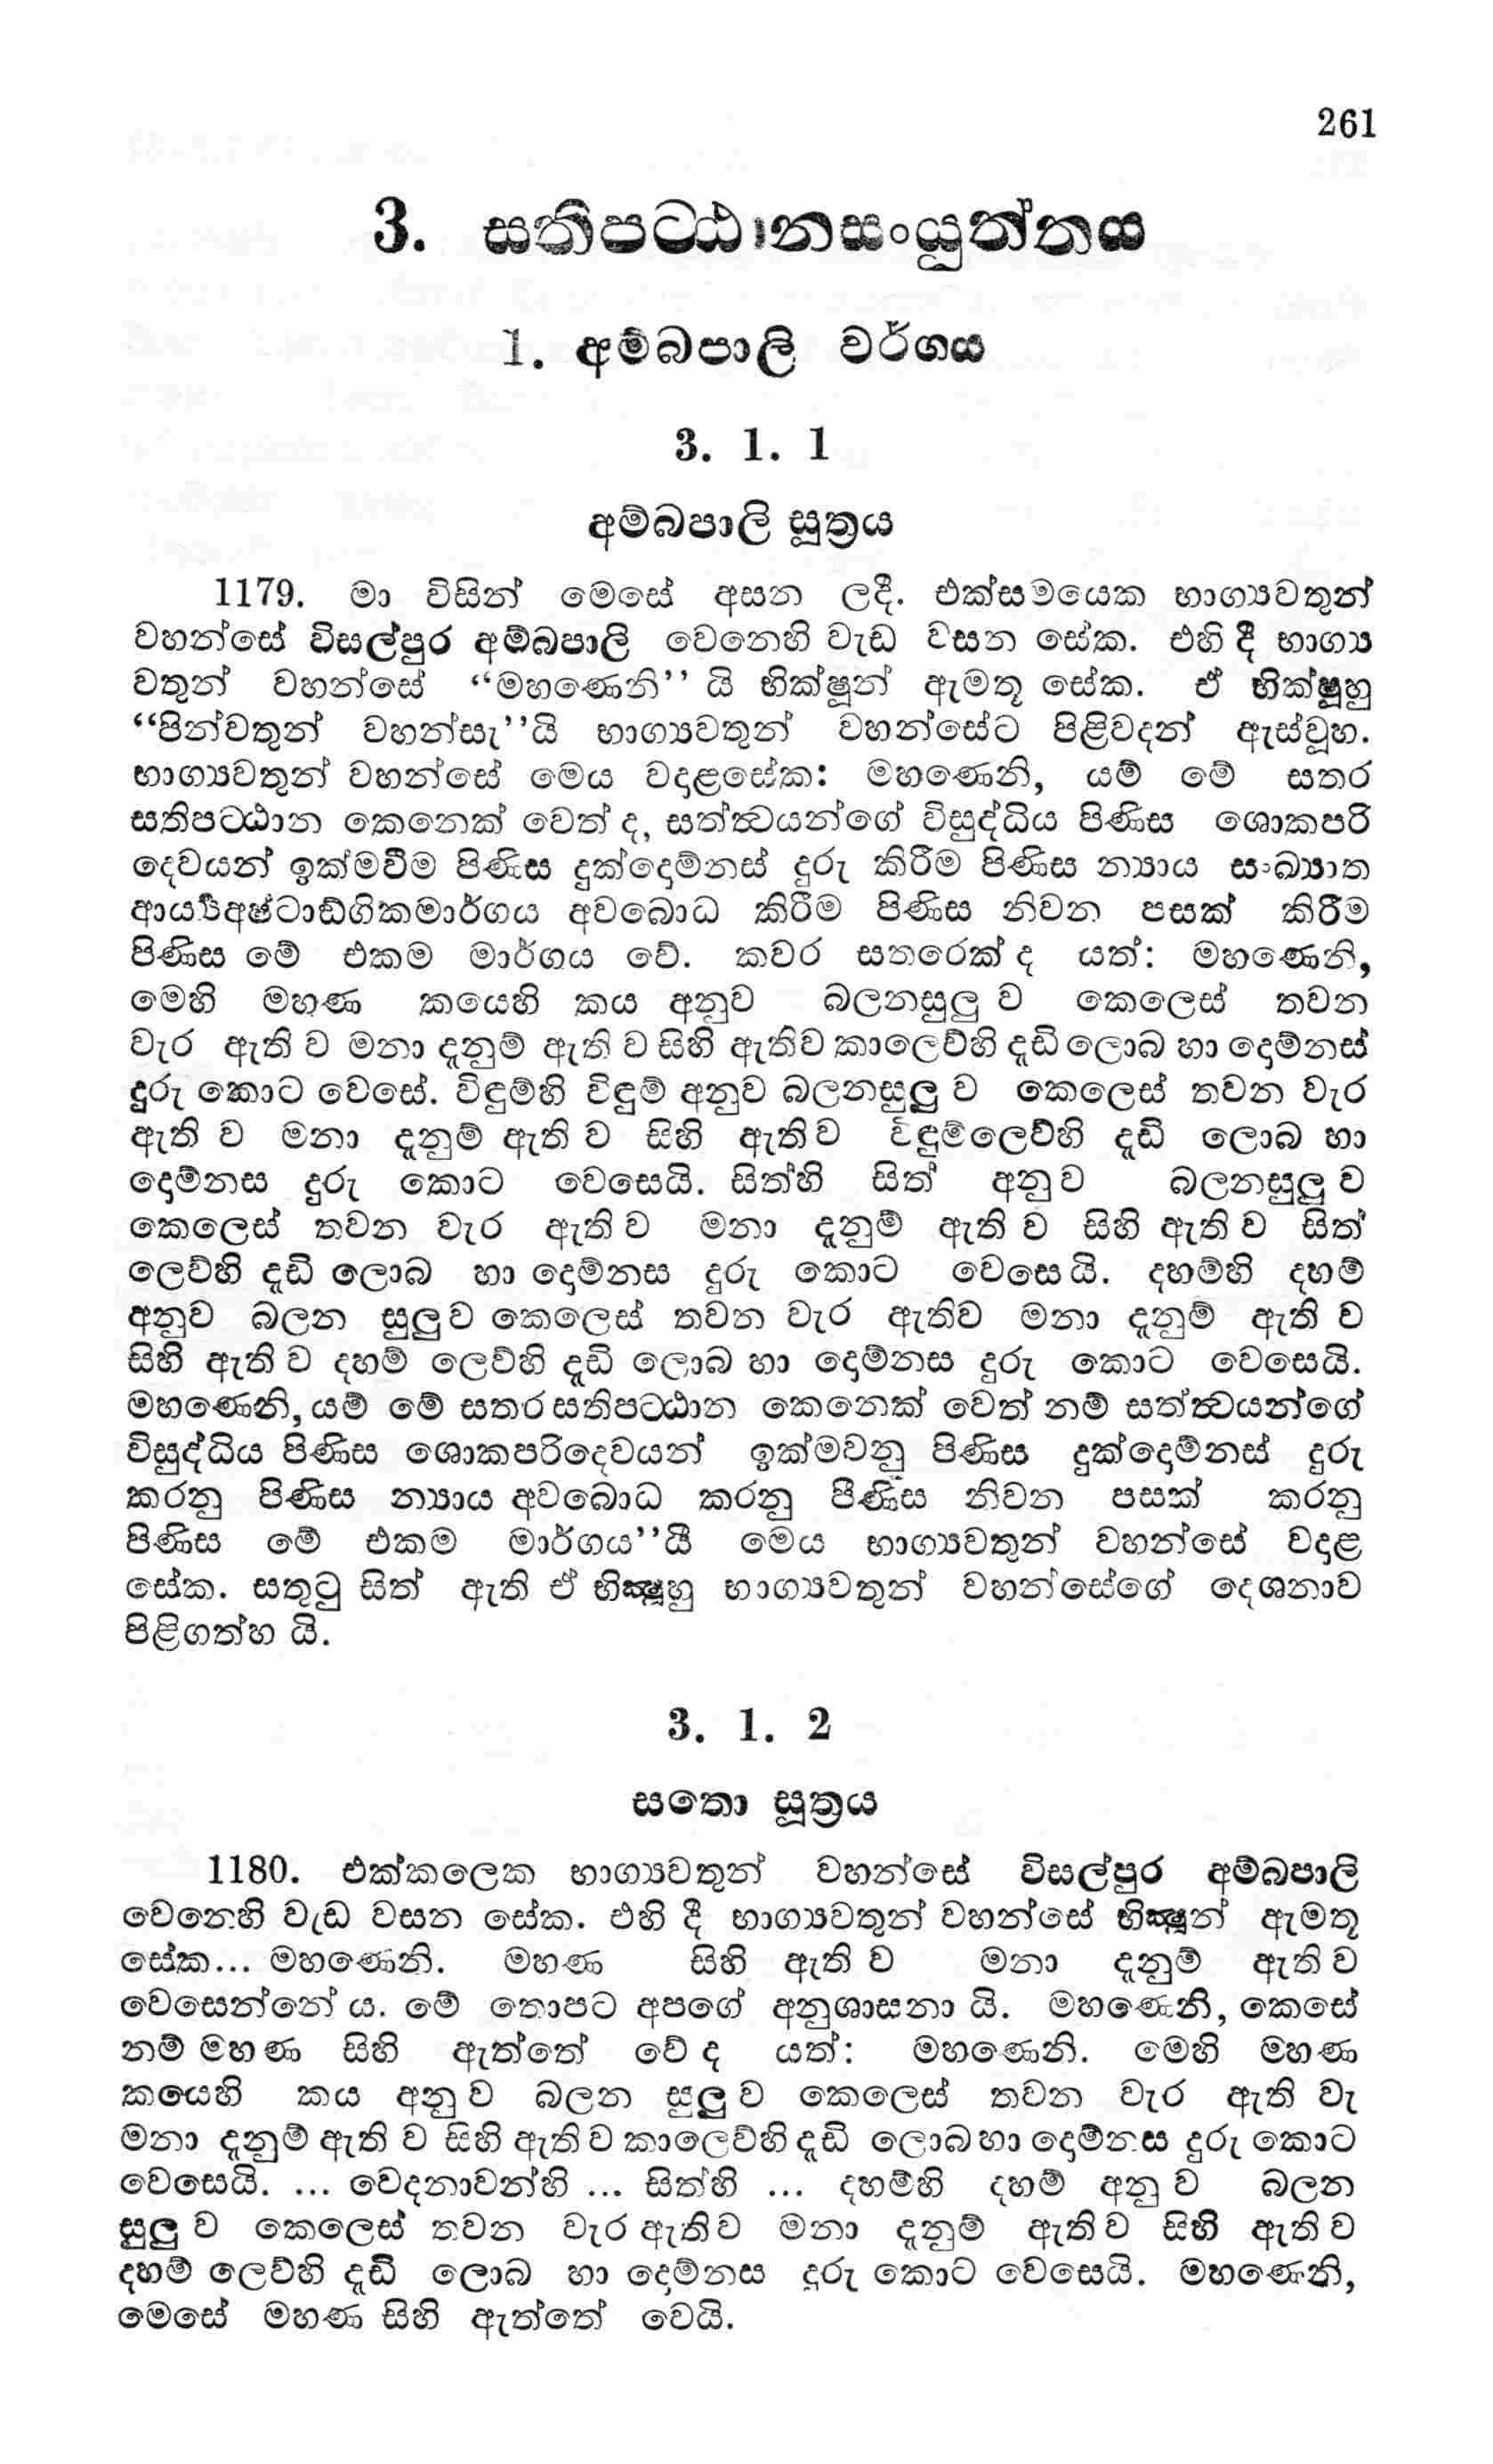 261
3. සතිපට්ඨානසංයුත්තය
1. අම්බපාලි වර්ගය
3. 1. 1
අම්බපාලි සූත්‍රය
1179. මා විසින් මෙසේ අසන ලදී. එක්සමයෙක භාග්‍යවතුන්
වහන්සේ විසල්පුර අම්බපාලි වෙනෙහි වැඩ වසන සේක. එහි දී භාග්‍ය
වතුන් වහන්සේ “මහණෙනි” යි භික්ෂූන් ඇමතූ සේක. ඒ භික්ෂූහු
“පින්වතුන් වහන්සැ”යි භාග්‍යවතුන් වහන්සේට පිළිවදන් ඇස්වූහ.
භාග්‍යවතුන් වහන්සේ මෙය වදාළසේක: මහණෙනි, යම් මේ සතර
සතිපට්ඨාන කෙනෙක් වෙත් ද, සත්ත්‍වයන්ගේ විසුද්ධිය පිණිස ශොකපරි
දෙවයන් ඉක්මවීම පිණිස දුක්දොම්නස් දුරු කිරීම පිණිස න්‍යාය සංඛ්‍යාත
ආර්‍ය්‍යඅෂ්ටාඞ්ගිකමාර්ගය අවබොධ කිරීම පිණිස නිවන පසක් කිරීම
පිණිස මේ එකම මාර්ගය වේ. කවර සතරෙක් ද යත්: මහණෙනි,
මෙහි මහණ කයෙහි කය අනුව බලනසුලු ව කෙලෙස් තවන
වැර ඇති ව මනා දැනුම් ඇති ව සිහි ඇතිව කාලෙව්හි දැඩි ලොබ හා දොම්නස්
දුරු කොට වෙසේ. විඳුම්හි විඳුම් අනුව බලනසුලු ව කෙලෙස් තවන වැර
ඇති ව මනා දැනුම් ඇති ව සිහි ඇතිව විඳුම්ලෙව්හි දැඩි ලොබ හා
දොම්නස දුරු කොට වෙසෙයි. සිත්හි සිත් අනුව බලනසුලු ව
කෙලෙස් තවන වැර ඇතිව මනා දැනුම් ඇති ව සිහි ඇති ව සිත්
ලෙව්හි දැඩි ලොබ හා දොම්නස දුරු කොට වෙසෙයි. දහම්හි දහම්
අනුව බලන සුලුව කෙලෙස් තවන වැර ඇතිව මනා දැනුම් ඇති ව
සිහි ඇති ව දහම් ලෙව්හි දැඩි ලොබ හා දොම්නස දුරු කොට වෙසෙයි.
මහණෙනි, යම් මේ සතර සතිපට්ඨාන කෙනෙක් වෙත් නම් සත්ත්‍වයන්ගේ
විසුද්ධිය පිණිස ශොකපරිදෙවයන් ඉක්මවනු පිණිස දුක්දොම්නස් දුරු
කරනු පිණිස න්‍යාය අවබොධ කරනු පිණිස නිවන පසක් කරනු
පිණිස මේ එකම මාර්ගය”යි මෙය භාග්‍යවතුන් වහන්සේ වදාළ
සේක. සතුටු සිත් ඇති ඒ භික්‍ෂූහු භාග්‍යවතුන් වහන්සේගේ දෙශනාව
පිළිගත්හ යි.
3. 1. 2
සතො සූත්‍රය
1180. එක්කලෙක භාග්‍යවතුන් වහන්සේ විසල්පුර අම්බපාලි
වෙනෙහි වැඩ වසන සේක. එහි දී භාග්‍යවතුන් වහන්සේ භික්‍ෂූන් ඇමතූ
සේක... මහණෙනි. මහණ සිහි ඇති ව මනා දැනුම් ඇති ව
වෙසෙන්නේ ය. මේ තොපට අපගේ අනුශාසනා යි. මහණෙනි, කෙසේ
නම් මහණ සිහි ඇත්තේ වේ ද යත්: මහණෙනි. මෙහි මහණ
කයෙහි කය අනු ව බලන සුලු ව කෙලෙස් තවන වැර ඇති වැ
මනා දැනුම් ඇති ව සිහි ඇති ව කාලෙව්හි දැඩි ලොබ හා දොම්නස දුරු කොට
වෙසෙයි. ... වෙදනාවන්හි ... සිත්හි ... දහම්හි දහම් අනු ව බලන
සුලු ව කෙලෙස් තවන වැර ඇතිව මනා දැනුම් ඇතිව සිහි ඇතිව
දහම් ලෙව්හි දැඩි ලොබ හා දොම්නස දුරු කොට වෙසෙයි. මහණෙනි,
මෙසේ මහණ සිහි ඇත්තේ වෙයි.